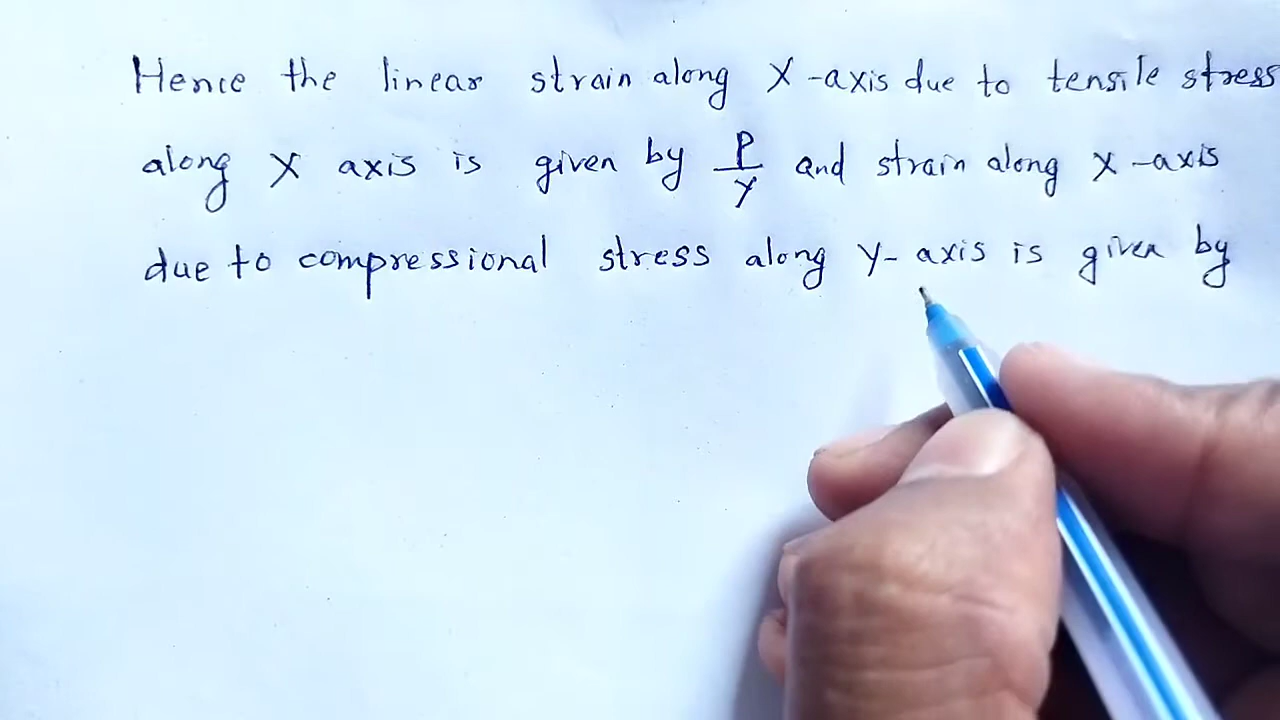 Hence the linear strain along X-axis due to tensile stress
along X axis is given by P/Y and strain along X-axis
due to compressional stress along Y-axis is given by